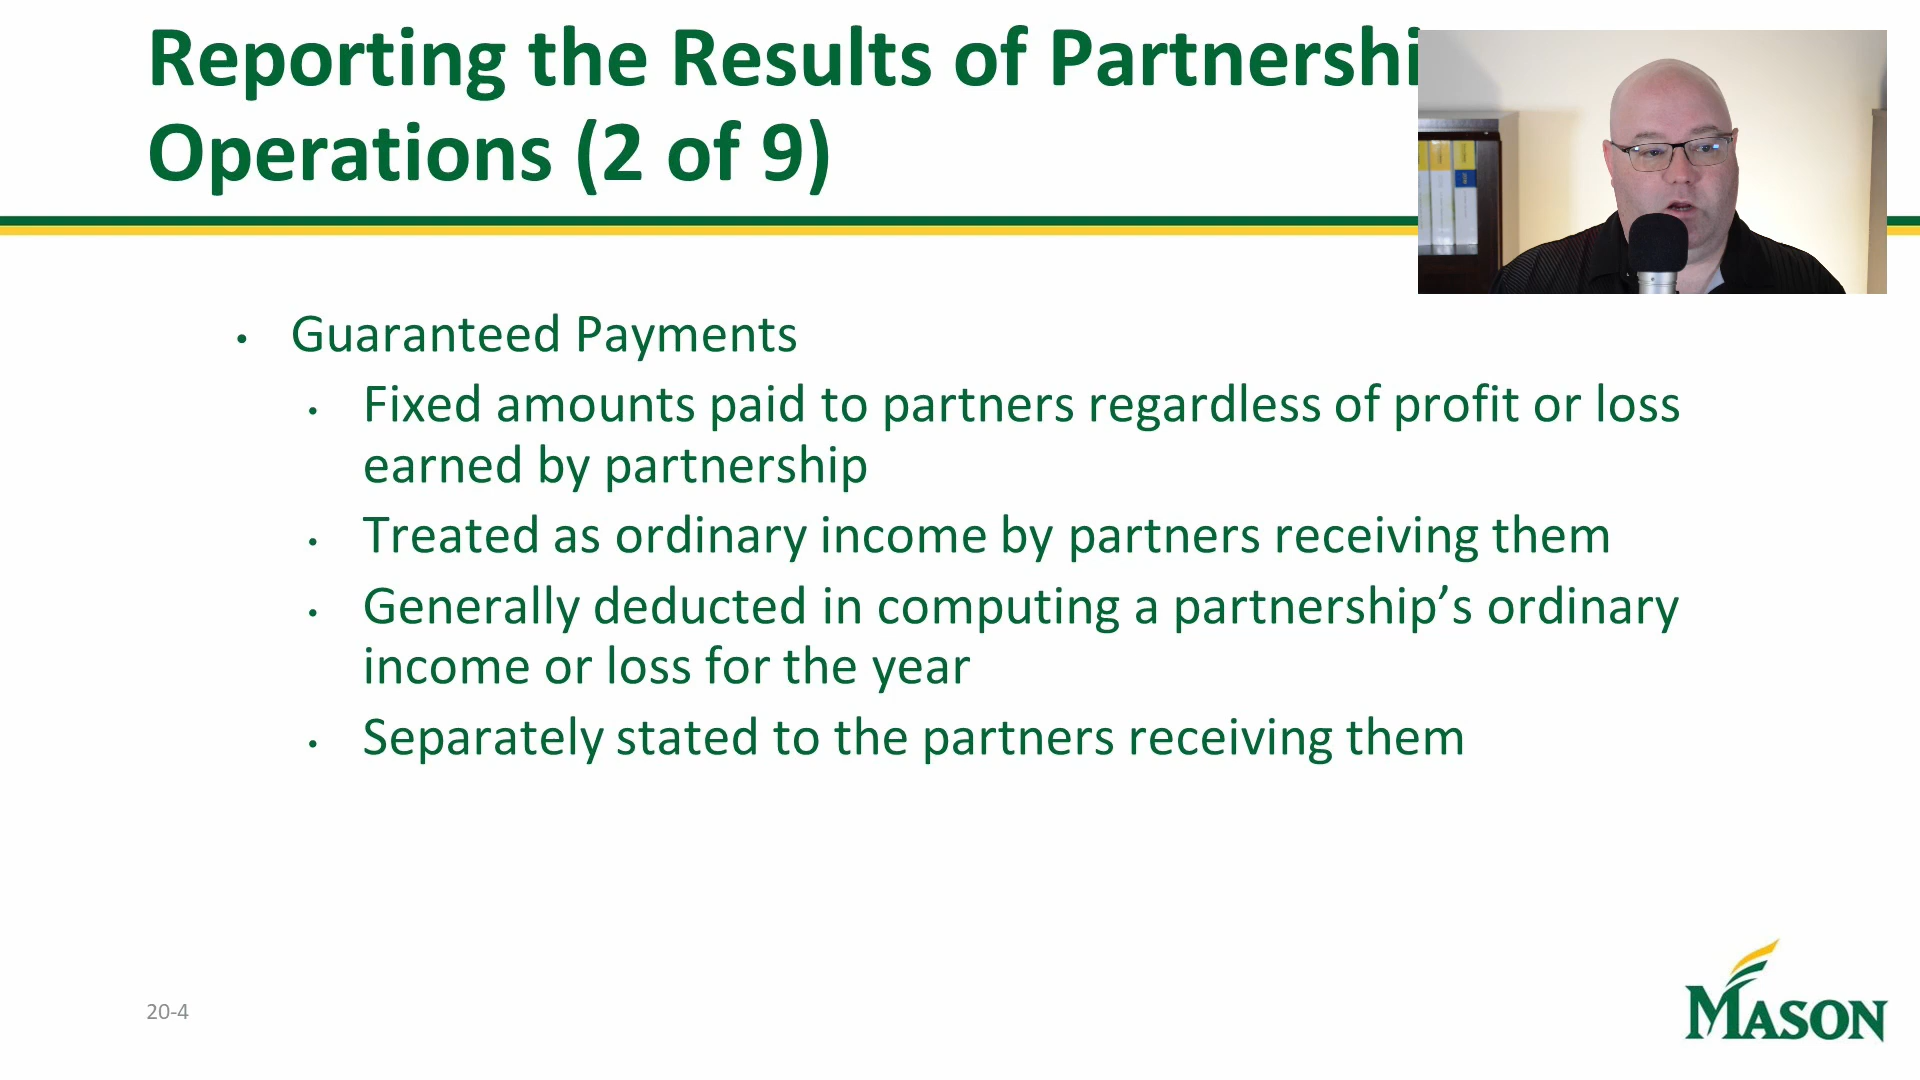 Reporting the Results of Partnershi
Operations (2 of 9)
• Guaranteed Payments
• Fixed amounts paid to partners regardless of profit or loss
earned by partnership
• Treated as ordinary income by partners receiving them
• Generally deducted in computing a partnership’s ordinary
income or loss for the year
• Separately stated to the partners receiving them
20-4
MASON